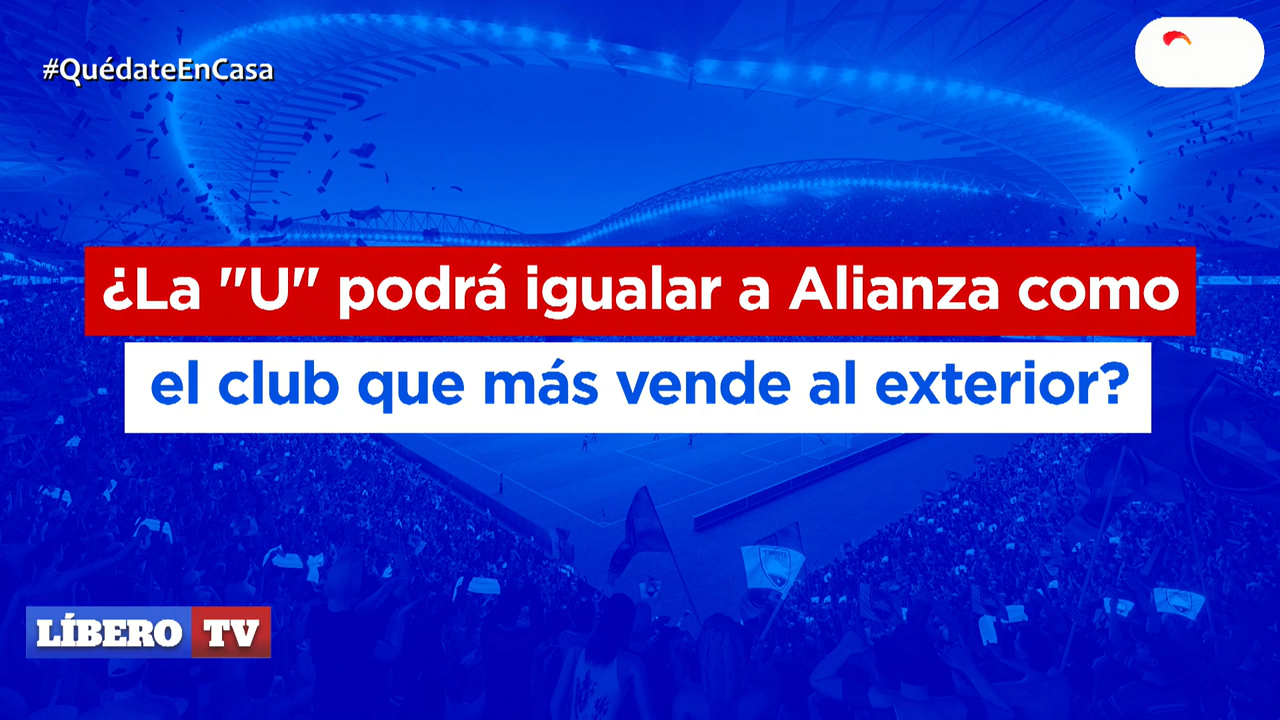 #QuédateEnCasa
¿La "U" podrá igualar a Alianza como
el club que más vende al exterior?
LÍBERO TV